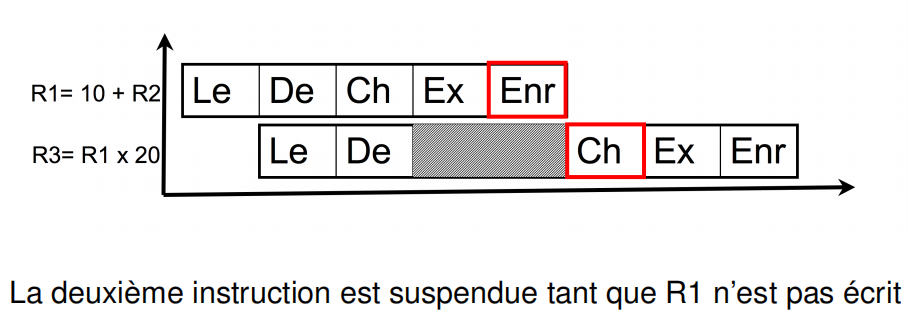 R1= 10 + R2 Le De Ch Ex Enr
R3= R1 x 20 Le De Ch Ex Enr
La deuxième instruction est suspendue tant que R1 n'est pas écrit